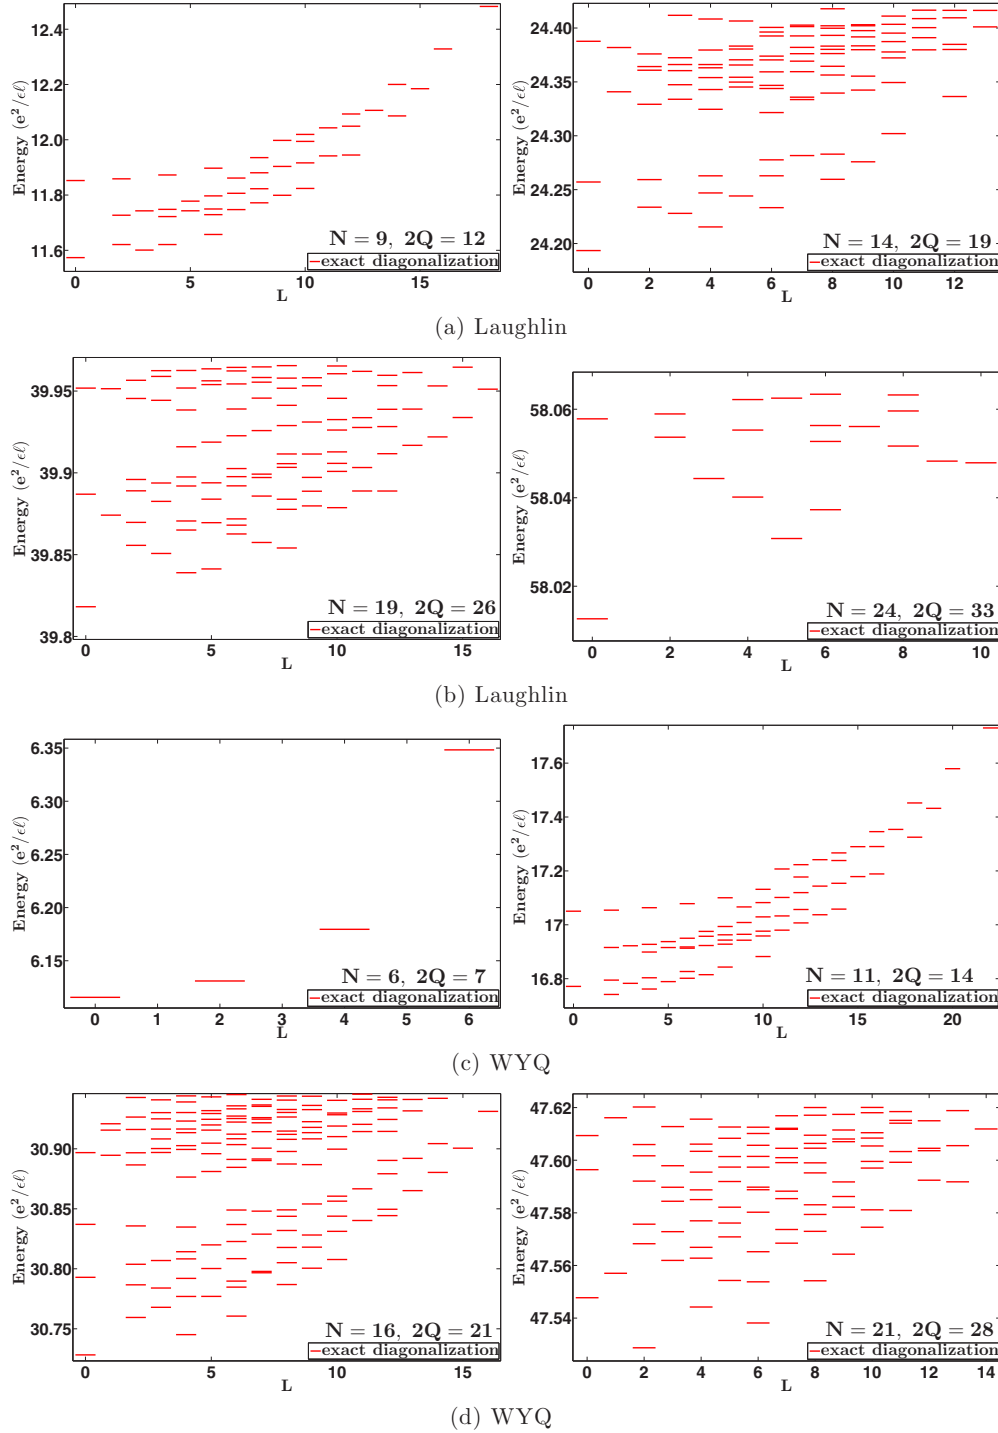 12.4
12.2
12.0
11.8
11.6
Energy (e²/εℓ)
0 5 10 15
L
N = 9, 2Q = 12
exact diagonalization
24.40
24.35
24.30
24.25
24.20
Energy (e²/εℓ)
0 2 4 6 8 10 12
L
N = 14, 2Q = 19
exact diagonalization
(a) Laughlin
39.95
39.9
39.85
39.8
Energy (e²/εℓ)
0 5 10 15
L
N = 19, 2Q = 26
exact diagonalization
58.06
58.04
58.02
Energy (e²/εℓ)
0 2 4 6 8 10
L
N = 24, 2Q = 33
exact diagonalization
(b) Laughlin
6.35
6.30
6.25
6.20
6.15
Energy (e²/εℓ)
0 1 2 3 4 5 6
L
N = 6, 2Q = 7
exact diagonalization
17.6
17.4
17.2
17
16.8
Energy (e²/εℓ)
0 5 10 15 20
L
N = 11, 2Q = 14
exact diagonalization
(c) WYQ
30.90
30.85
30.80
30.75
Energy (e²/εℓ)
0 5 10 15
L
N = 16, 2Q = 21
exact diagonalization
47.62
47.60
47.58
47.56
47.54
Energy (e²/εℓ)
0 2 4 6 8 10 12 14
L
N = 21, 2Q = 28
exact diagonalization
(d) WYQ